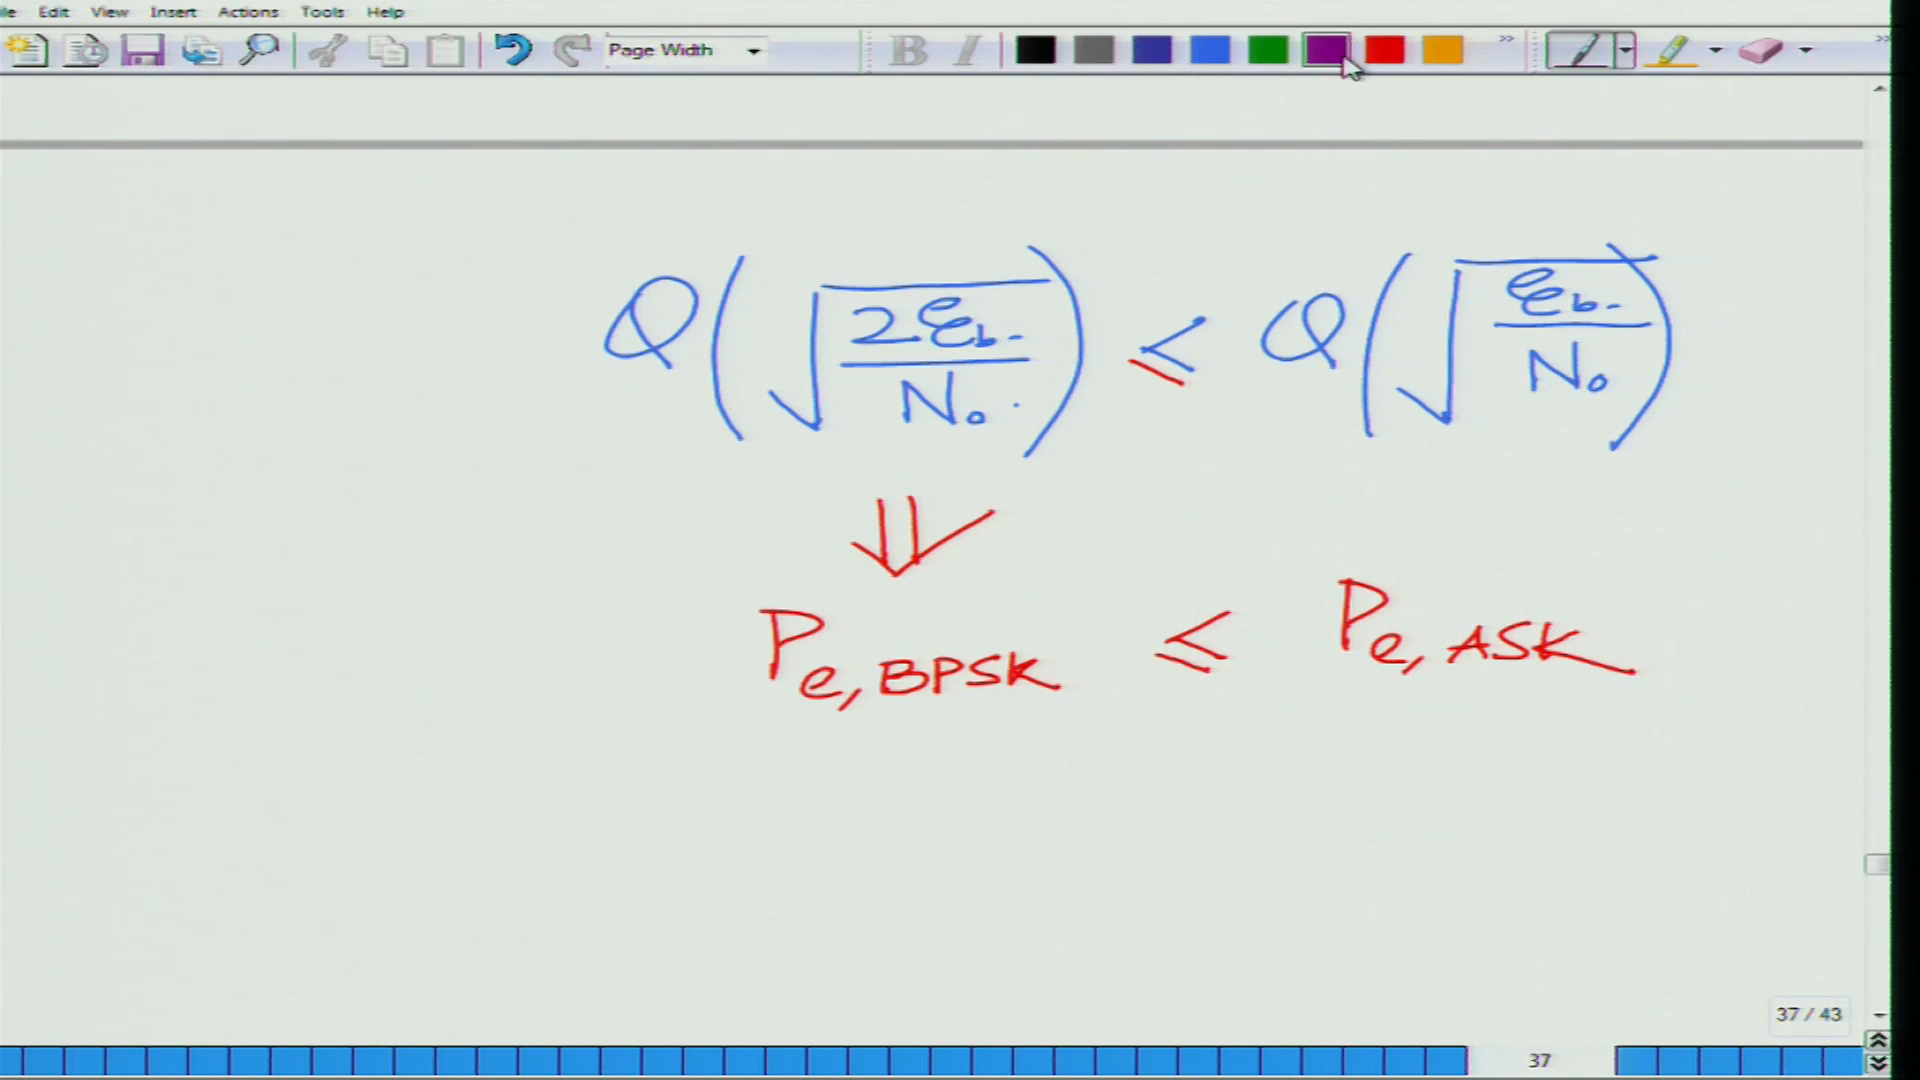 le Edit View Insert Actions Tools Help
Page Width B I
Q(√(2ℰb/N₀)) ≤ Q(√(ℰb/N₀))
⇓
Pe,BPSK ≤ Pe,ASK
37 / 43
37